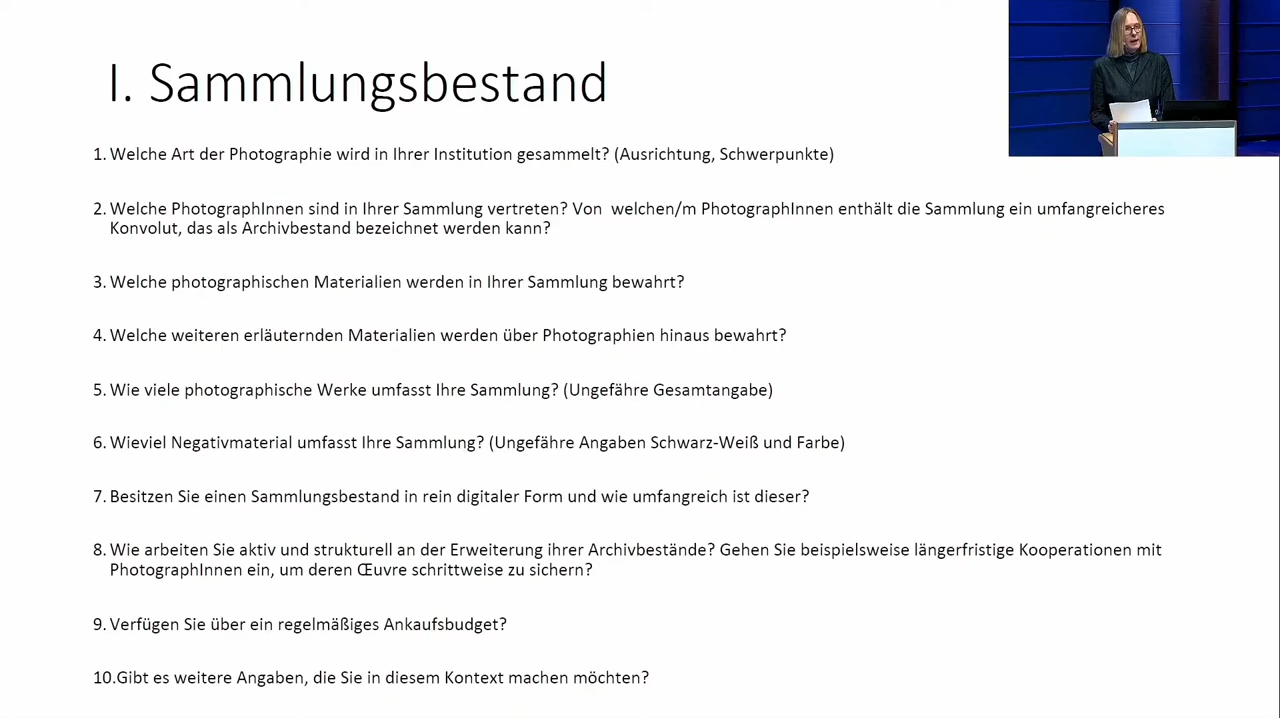 I. Sammlungsbestand
1. Welche Art der Photographie wird in Ihrer Institution gesammelt? (Ausrichtung, Schwerpunkte)
2. Welche PhotographInnen sind in Ihrer Sammlung vertreten? Von  welchen/m PhotographInnen enthält die Sammlung ein umfangreicheres
Konvolut, das als Archivbestand bezeichnet werden kann?
3. Welche photographischen Materialien werden in Ihrer Sammlung bewahrt?
4. Welche weiteren erläuternden Materialien werden über Photographien hinaus bewahrt?
5. Wie viele photographische Werke umfasst Ihre Sammlung? (Ungefähre Gesamtangabe)
6. Wieviel Negativmaterial umfasst Ihre Sammlung? (Ungefähre Angaben Schwarz-Weiß und Farbe)
7. Besitzen Sie einen Sammlungsbestand in rein digitaler Form und wie umfangreich ist dieser?
8. Wie arbeiten Sie aktiv und strukturell an der Erweiterung ihrer Archivbestände? Gehen Sie beispielsweise längerfristige Kooperationen mit
PhotographInnen ein, um deren Œuvre schrittweise zu sichern?
9. Verfügen Sie über ein regelmäßiges Ankaufsbudget?
10.Gibt es weitere Angaben, die Sie in diesem Kontext machen möchten?